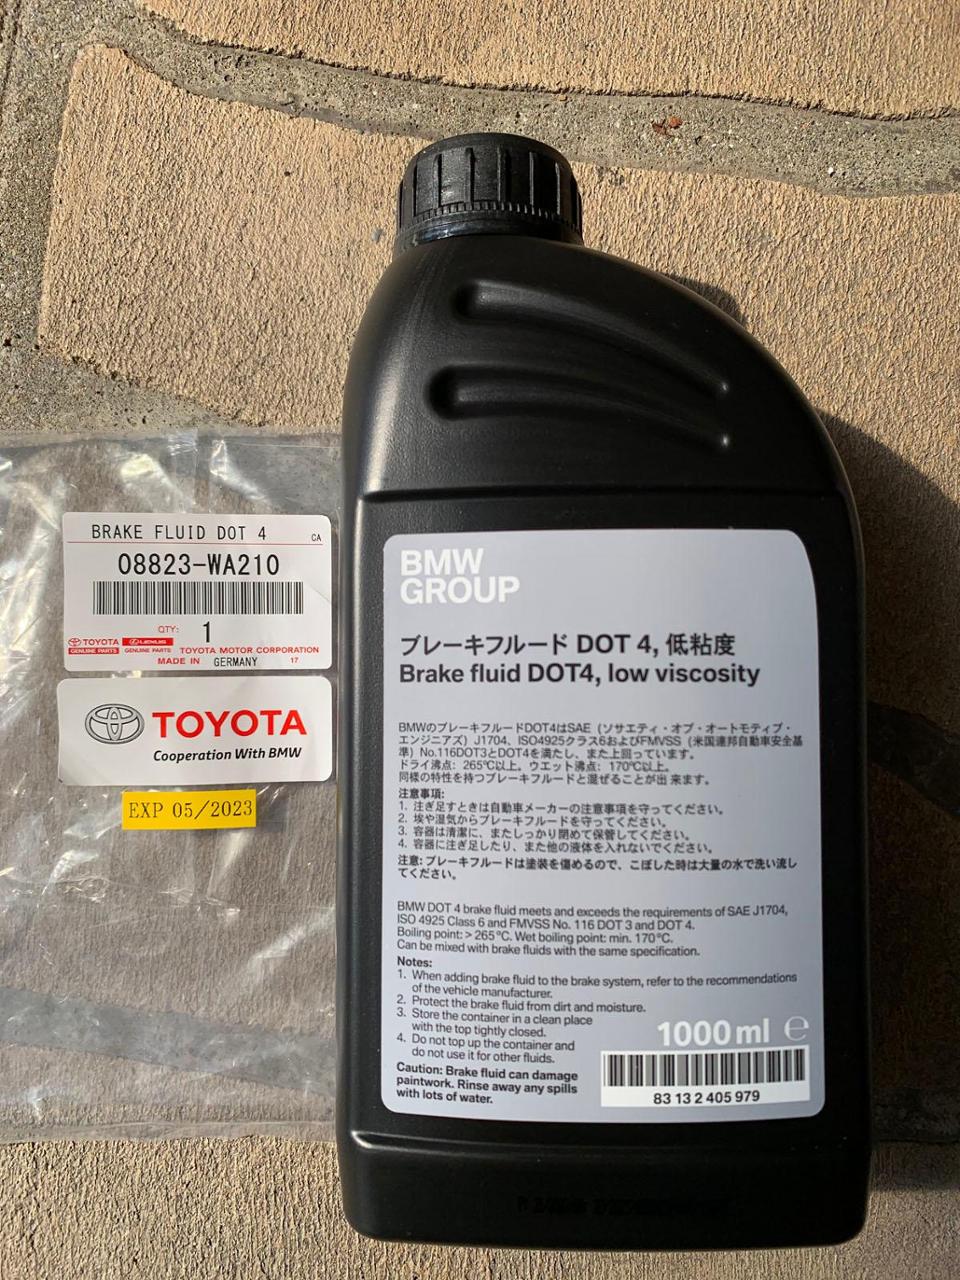 BRAKE FLUID DOT 4 CA
08823-WA210
QTY: 1
TOYOTA LEXUS
GENUINE PARTS GENUINE PARTS TOYOTA MOTOR CORPORATION
MADE IN GERMANY 17
TOYOTA
Cooperation With BMW
EXP 05/2023
BMW
GROUP
ブレーキフルード DOT 4, 低粘度
Brake fluid DOT4, low viscosity
BMWのブレーキフルードDOT4はSAE（ソサエティ・オブ・オートモティブ・
エンジニアズ）J1704、ISO4925クラス6およびFMVSS（米国連邦自動車安全基
準）No.116DOT3とDOT4を満たし、また上回っています。
ドライ沸点: 265℃以上。ウエット沸点: 170℃以上。
同様の特性を持つブレーキフルードと混ぜることが出 来ます。
注意事項:
1. 注ぎ足すときは自動車メーカーの注意事項を守ってください。
2. 埃や湿気からブレーキフルードを守ってください。
3. 容器は清潔に、またしっかり閉めて保管してください。
4. 容器に注ぎ足したり、また他の液体を入れないでください。
注意: ブレーキフルードは塗装を傷めるので、こぼした時は大量の水で洗い流し
てください。
BMW DOT 4 brake fluid meets and exceeds the requirements of SAE J1704,
ISO 4925 Class 6 and FMVSS No. 116 DOT 3 and DOT 4.
Boiling point: > 265 °C. Wet boiling point: min. 170 °C.
Can be mixed with brake fluids with the same specification.
Notes:
1. When adding brake fluid to the brake system, refer to the recommendations
of the vehicle manufacturer.
2. Protect the brake fluid from dirt and moisture.
3. Store the container in a clean place
with the top tightly closed.
4. Do not top up the container and
do not use it for other fluids.
Caution: Brake fluid can damage
paintwork. Rinse away any spills
with lots of water.
1000 ml ℮
83 13 2 405 979